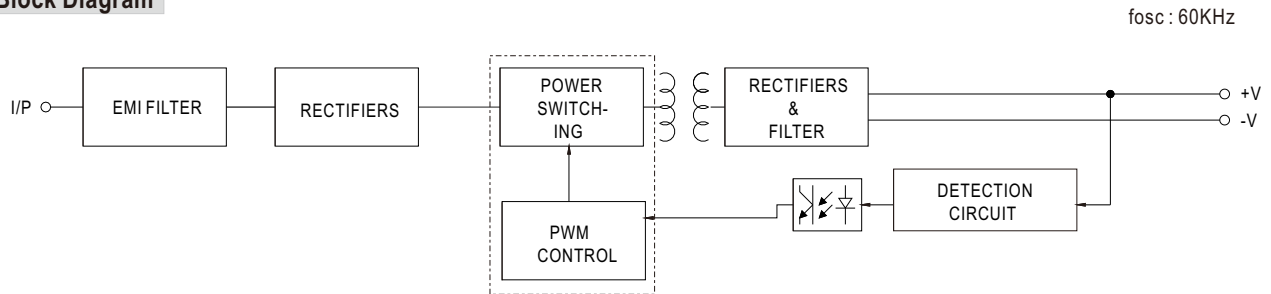 Block Diagram
fosc : 60KHz
I/P
EMI FILTER
RECTIFIERS
POWER
SWITCH-
ING
RECTIFIERS
&
FILTER
+V
-V
DETECTION
CIRCUIT
PWM
CONTROL